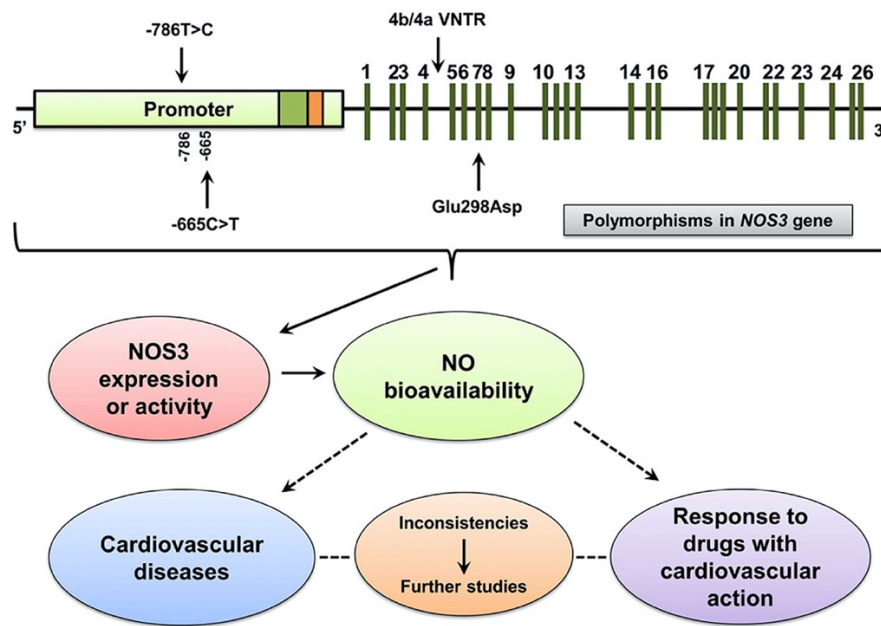 4b/4a VNTR
-786T>C
1 23 4 56 78 9 10 13 14 16 17 20 22 23 24 26
Promoter
5’ 3
-786
-665
Glu298Asp
-665C>T
Polymorphisms in NOS3 gene
NOS3
expression
or activity
NO
bioavailability
Cardiovascular
diseases
Inconsistencies
Further studies
Response to
drugs with
cardiovascular
action